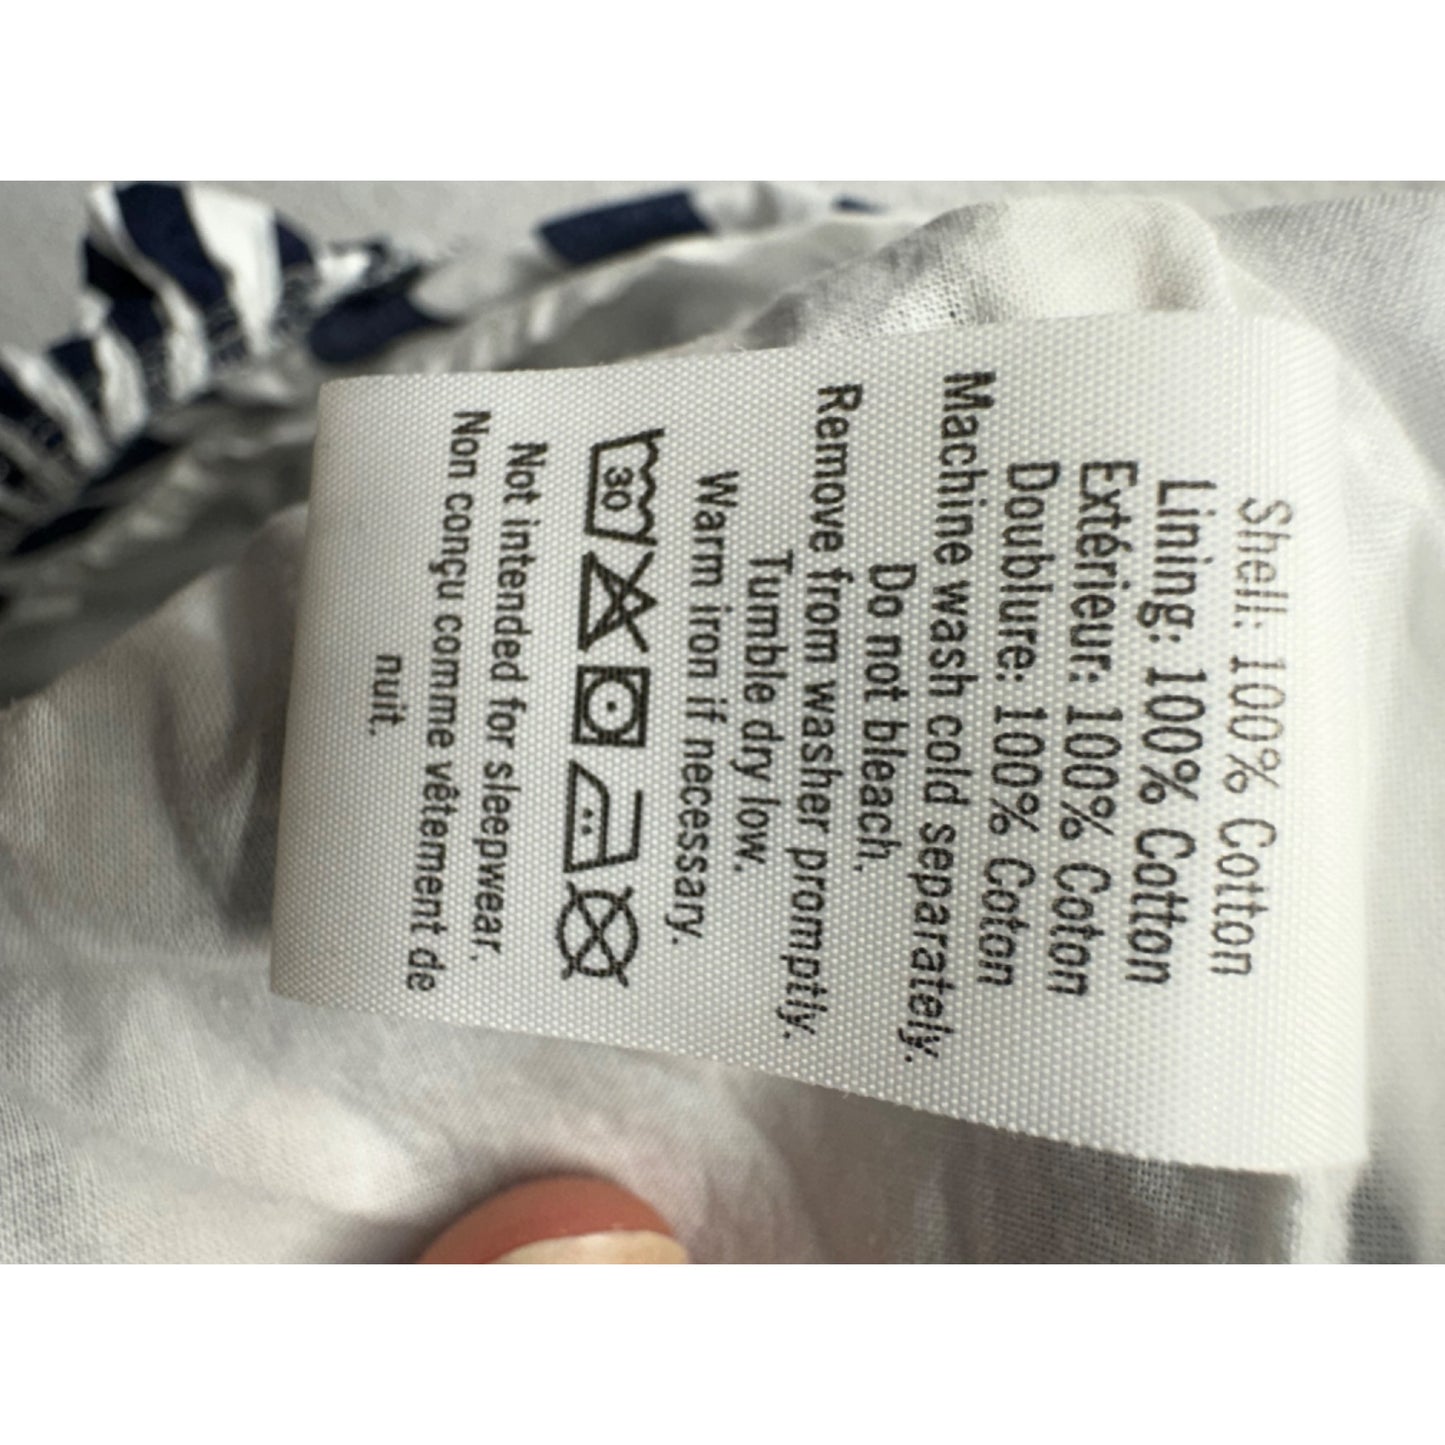 Shell: 100% Cotton
Lining: 100% Cotton
Extérieur: 100% Coton
Doublure: 100% Coton
Machine wash cold separately.
Do not bleach.
Remove from washer promptly.
Tumble dry low.
Warm iron if necessary.
30
Not intended for sleepwear.
Non conçu comme vêtement de
nuit.